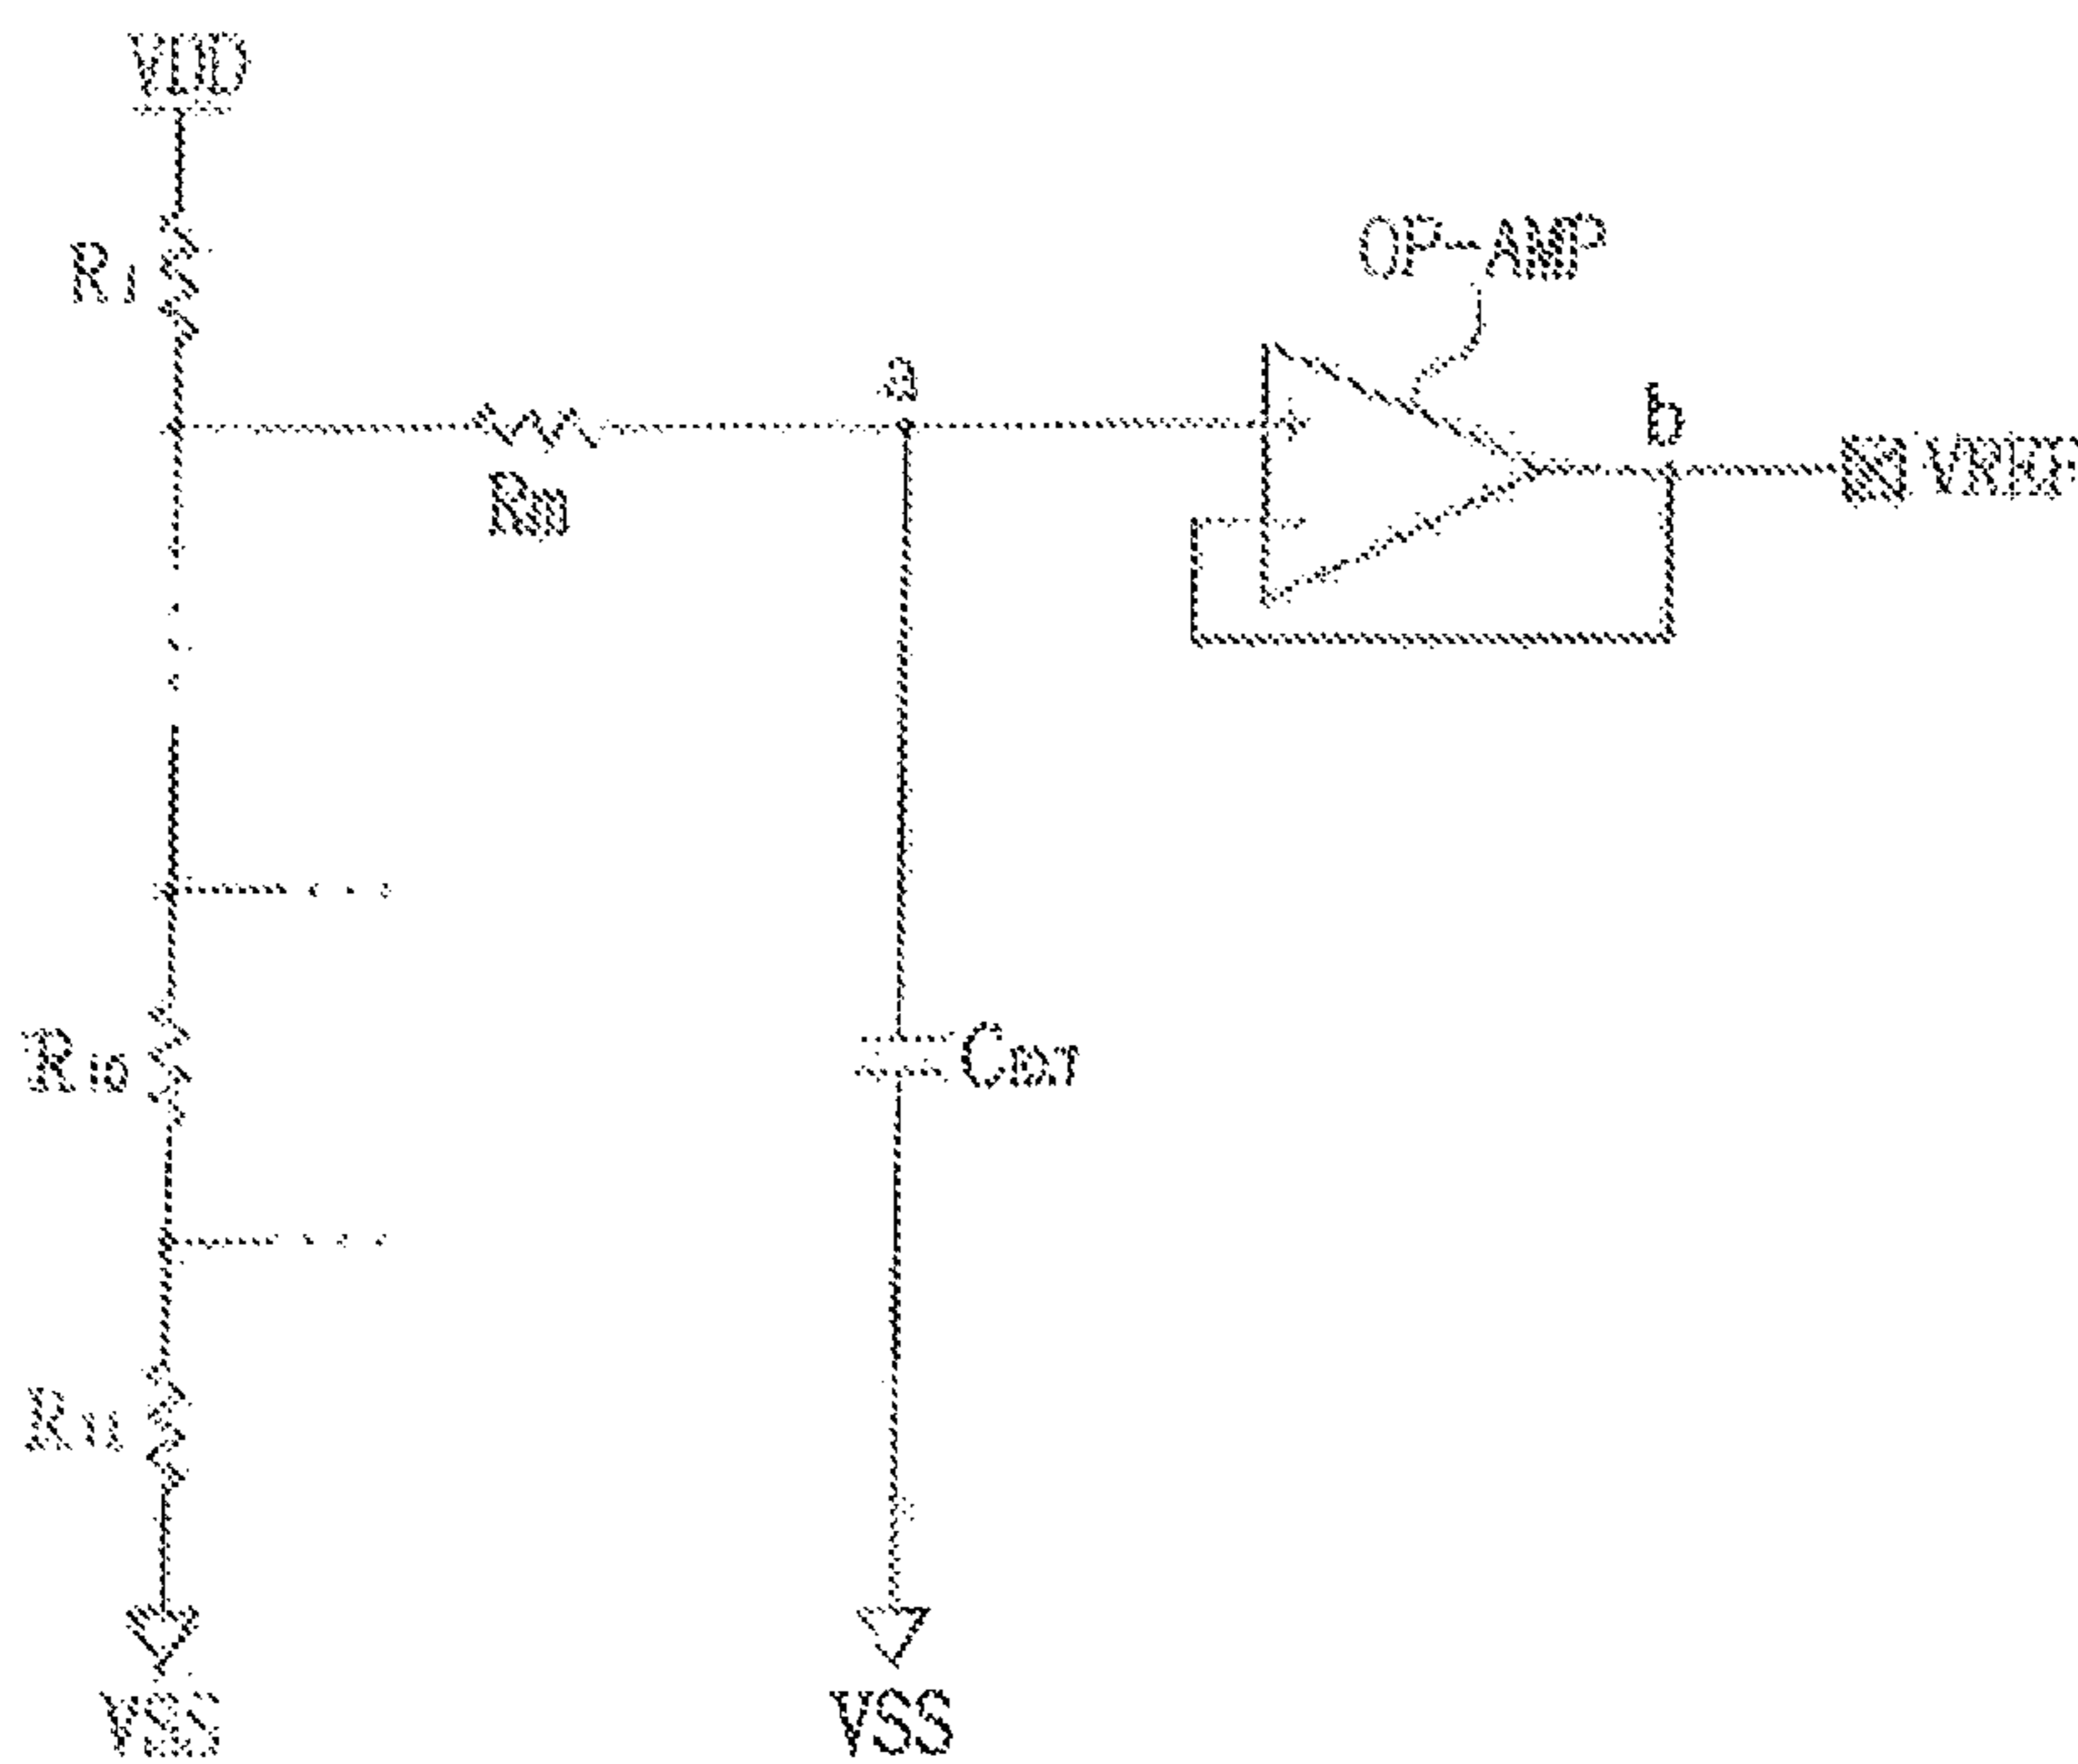 VDD
R1
OP-AMP
a
b
Rm
VREF
R10
CEXT
R11
VSS
VSS